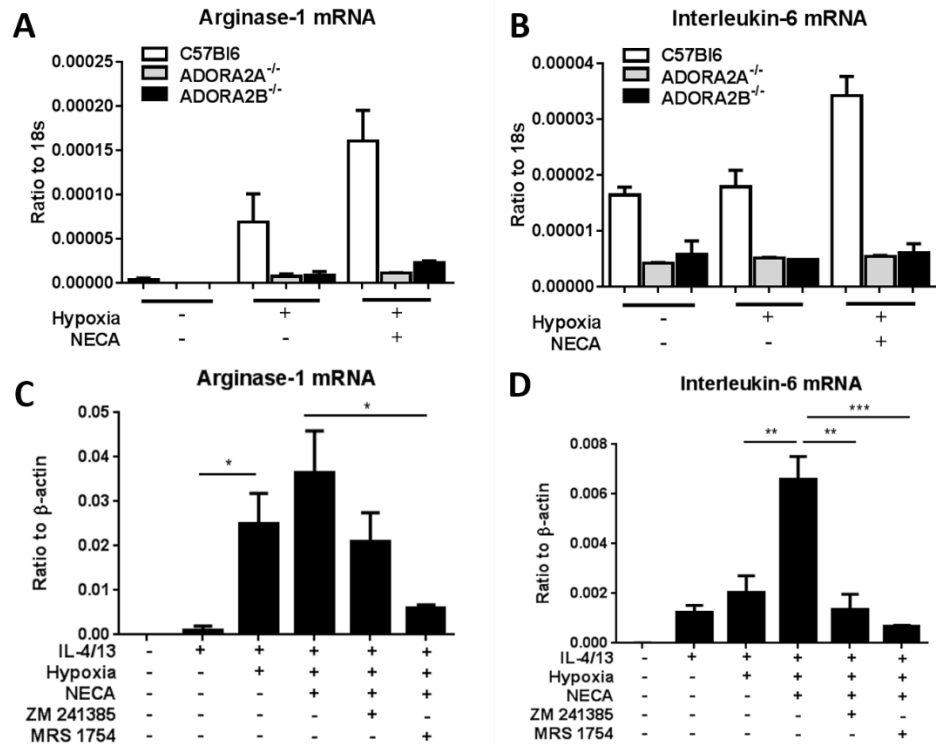 A
Arginase-1 mRNA
0.00025
0.00020
0.00015
0.00010
0.00005
0.00000
Ratio to 18s
C57Bl6
ADORA2A-/-
ADORA2B-/-
Hypoxia - + +
NECA - - +
B
Interleukin-6 mRNA
0.00004
0.00003
0.00002
0.00001
0.00000
Ratio to 18s
C57Bl6
ADORA2A-/-
ADORA2B-/-
Hypoxia - + +
NECA - - +
C
Arginase-1 mRNA
0.05
0.04
0.03
0.02
0.01
0.00
Ratio to β-actin
*
*
IL-4/13 - + + + + +
Hypoxia - - + + + +
NECA - - - + + +
ZM 241385 - - - - + -
MRS 1754 - - - - - +
D
Interleukin-6 mRNA
0.008
0.006
0.004
0.002
0.000
Ratio to β-actin
***
** **
IL-4/13 - + + + + +
Hypoxia - - + + + +
NECA - - - + + +
ZM 241385 - - - - + -
MRS 1754 - - - - - +